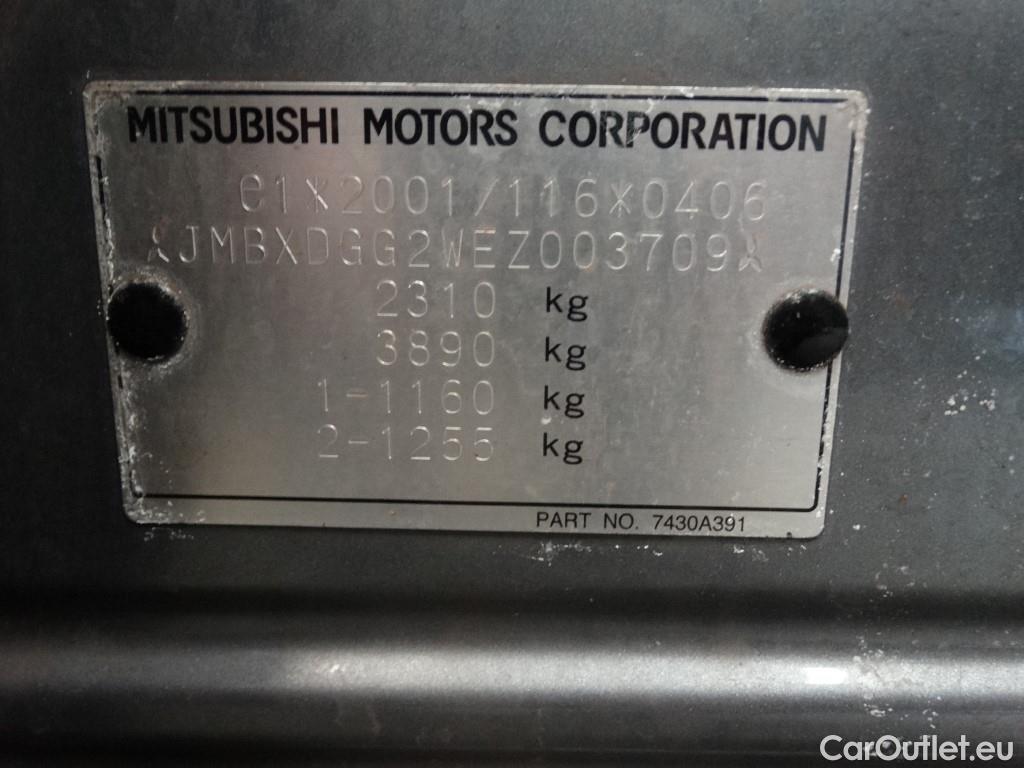 MITSUBISHI MOTORS CORPORATION
e1*2001/116*0406
JMBXDGG2WEZ003709
2310 kg
3890 kg
1-1160 kg
2-1255 kg
PART NO. 7430A391
CarOutlet.eu